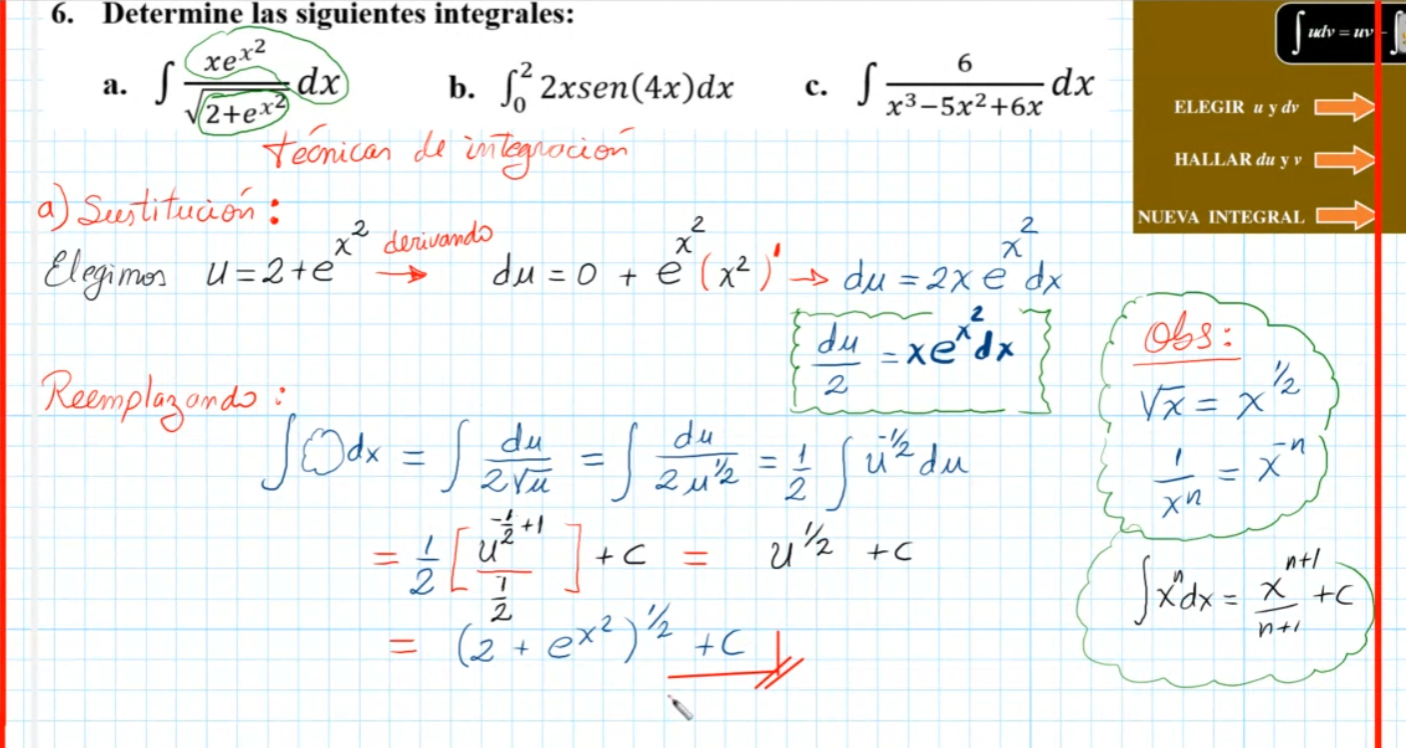 6. Determine las siguientes integrales:
a. ∫ xe^x² / √(2+e^x²) dx b. ∫₀² 2xsen(4x)dx c. ∫ 6 / (x³−5x²+6x) dx
∫udv = uv − ∫
ELEGIR u y dv
HALLAR du y v
NUEVA INTEGRAL
técnicas de integración
a) Sustitución:
Elegimos u = 2 + e^x² derivando → du = 0 + e^x² (x²)' → du = 2x e^x² dx
du/2 = xe^x² dx
Reemplazando:
∫ dx = ∫ du/(2√u) = ∫ du/(2u^½) = 1/2 ∫ u^-½ du
= 1/2 [ u^(-½+1) / (1/2) ] + c = u^½ + c
= (2 + e^x²)^½ + c
Obs:
√x = x^½
1/xⁿ = x^-n
∫xⁿdx = x^(n+1)/(n+1) + c